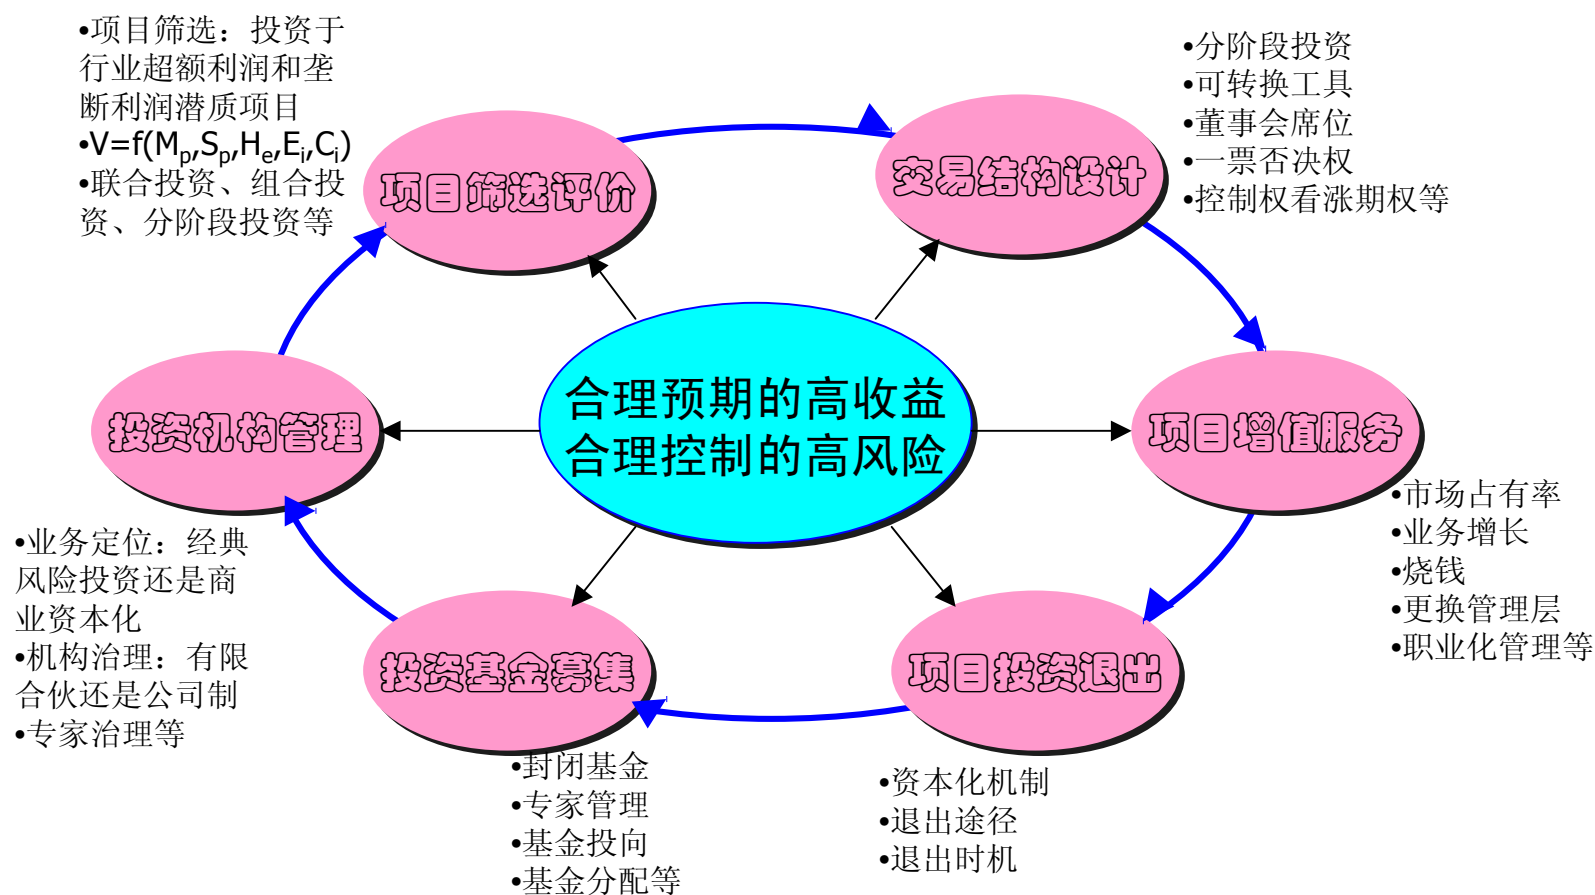 •项目筛选：投资于
行业超额利润和垄
断利润潜质项目
•V=f(Mp,Sp,He,Ei,Ci)
•联合投资、组合投
资、分阶段投资等
项目筛选评价
•分阶段投资
•可转换工具
•董事会席位
•一票否决权
•控制权看涨期权等
交易结构设计
投资机构管理
合理预期的高收益
合理控制的高风险
项目增值服务
•市场占有率
•业务增长
•烧钱
•更换管理层
•职业化管理等
•业务定位：经典
风险投资还是商
业资本化
•机构治理：有限
合伙还是公司制
•专家治理等
投资基金募集
项目投资退出
•封闭基金
•专家管理
•基金投向
•基金分配等
•资本化机制
•退出途径
•退出时机